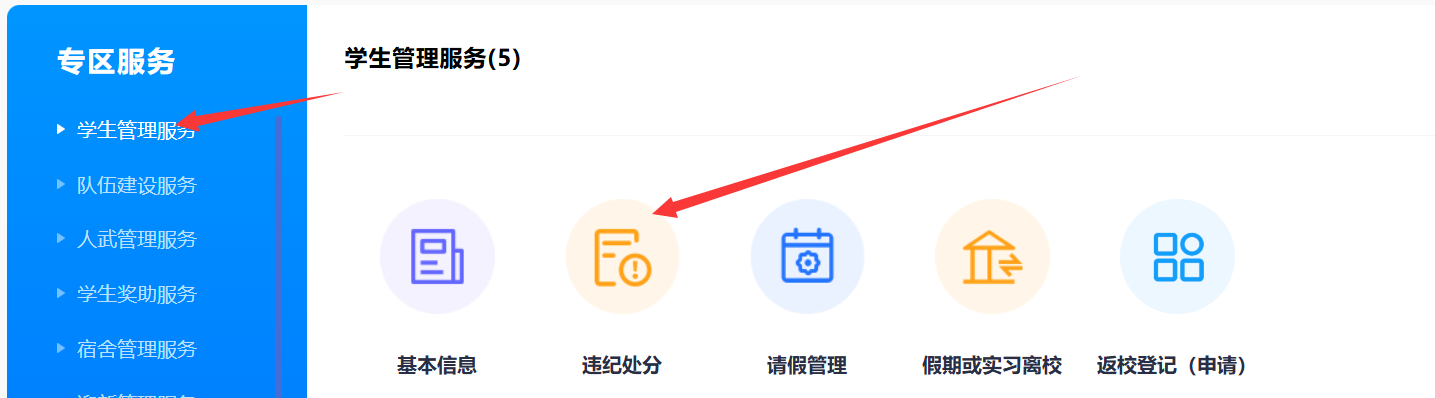 专区服务
学生管理服务
队伍建设服务
人武管理服务
学生奖助服务
宿舍管理服务
学生管理服务(5)
基本信息
违纪处分
请假管理
假期或实习离校
返校登记（申请）